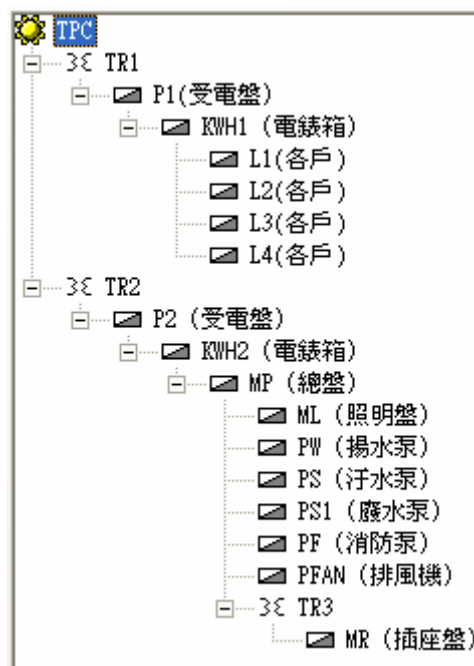 TPC
TR1
P1(受電盤)
KWH1 (電錶箱)
L1(各戶)
L2(各戶)
L3(各戶)
L4(各戶)
TR2
P2 (受電盤)
KWH2 (電錶箱)
MP (總盤)
ML (照明盤)
PW (揚水泵)
PS (汙水泵)
PS1 (廢水泵)
PF (消防泵)
PFAN (排風機)
TR3
MR (插座盤)